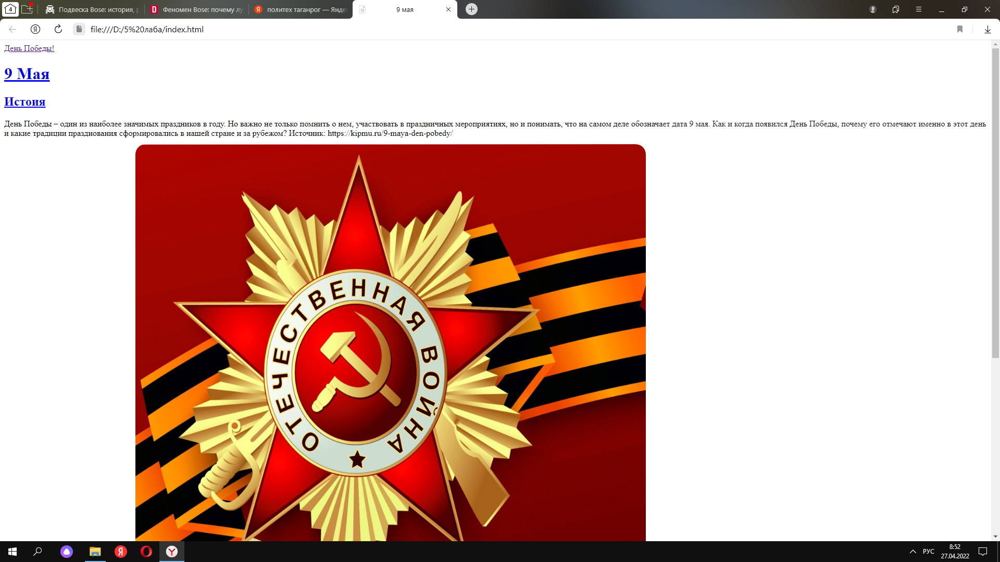 4
Подвеска Bose: история, р
Феномен Bose: почему лу
политех таганрог — Янде
9 мая
file:///D:/5%20лаба/index.html
День Победы!
9 Мая
Истоия
День Победы – один из наиболее значимых праздников в году. Но важно не только помнить о нем, участвовать в праздничных мероприятиях, но и понимать, что на самом деле обозначает дата 9 мая. Как и когда появился День Победы, почему его отмечают именно в этот день
и какие традиции празднования сформировались в нашей стране и за рубежом? Источник: https://kipmu.ru/9-maya-den-pobedy/
ОТЕЧЕСТВЕННАЯ ВОЙНА
РУС
8:52
27.04.2022